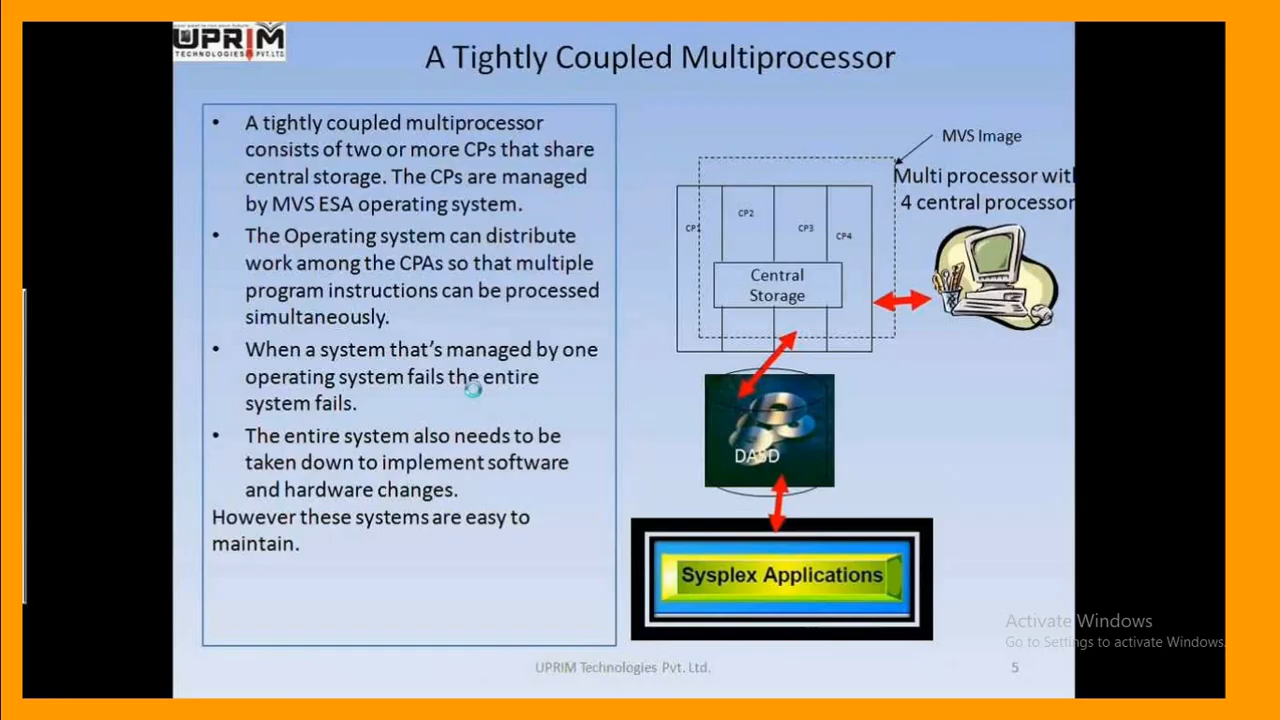 UPRIM
TECHNOLOGIES PVT.LTD
A Tightly Coupled Multiprocessor
• A tightly coupled multiprocessor
consists of two or more CPs that share
central storage. The CPs are managed
by MVS ESA operating system.
• The Operating system can distribute
work among the CPAs so that multiple
program instructions can be processed
simultaneously.
• When a system that's managed by one
operating system fails the entire
system fails.
• The entire system also needs to be
taken down to implement software
and hardware changes.
However these systems are easy to
maintain.
MVS Image
Multi processor with
4 central processor
CP1
CP2
CP3
CP4
Central
Storage
DASD
Sysplex Applications
Activate Windows
Go to Settings to activate Windows.
UPRIM Technologies Pvt. Ltd.
5